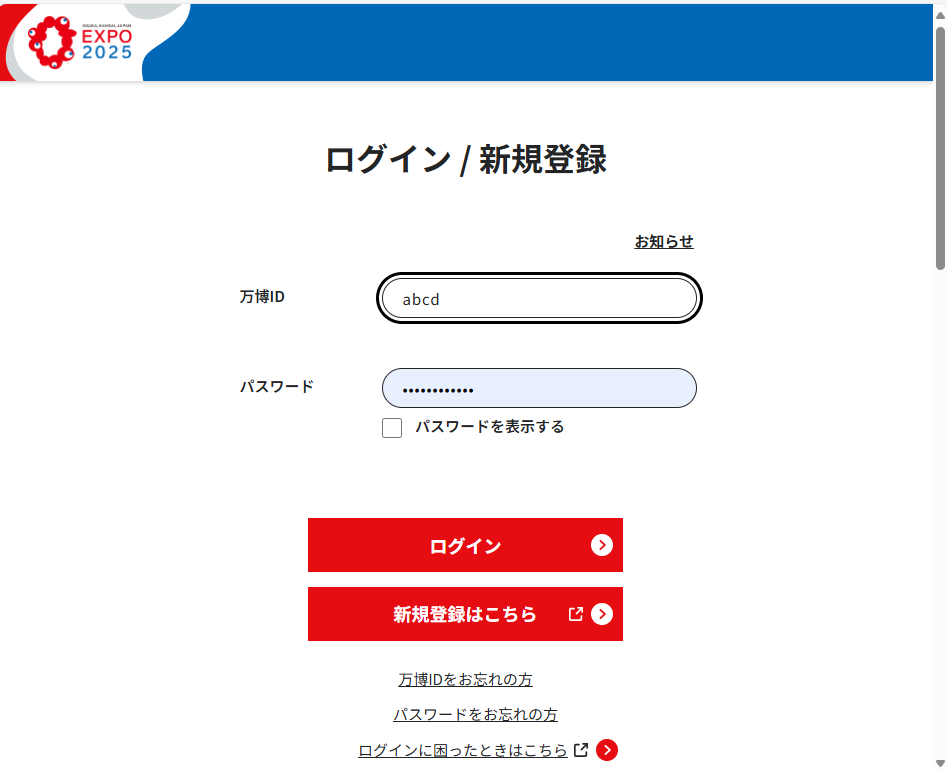 OSAKA, KANSAI, JAPAN
EXPO
2025
ログイン / 新規登録
お知らせ
万博ID
abcd
パスワード
••••••••••••
パスワードを表示する
ログイン
新規登録はこちら
万博IDをお忘れの方
パスワードをお忘れの方
ログインに困ったときはこちら